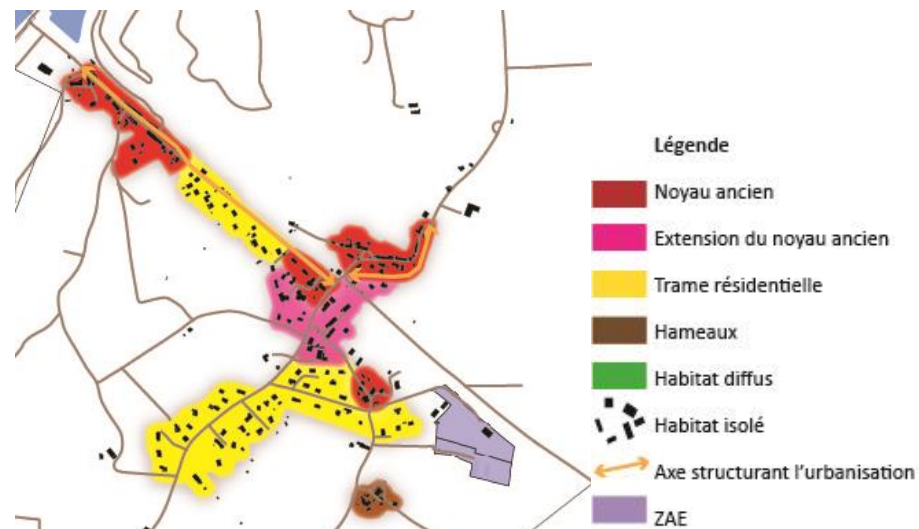 Légende
Noyau ancien
Extension du noyau ancien
Trame résidentielle
Hameaux
Habitat diffus
Habitat isolé
Axe structurant l'urbanisation
ZAE